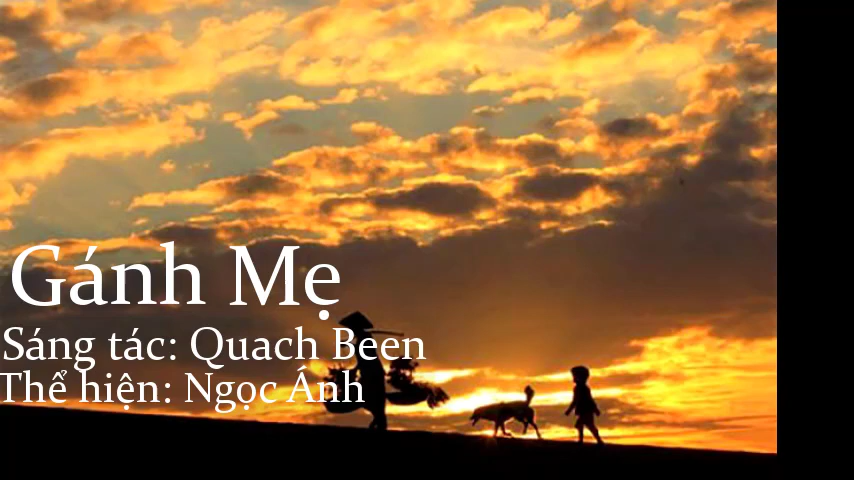 Gánh Mẹ
Sáng tác: Quach Been
Thể hiện: Ngọc Ánh